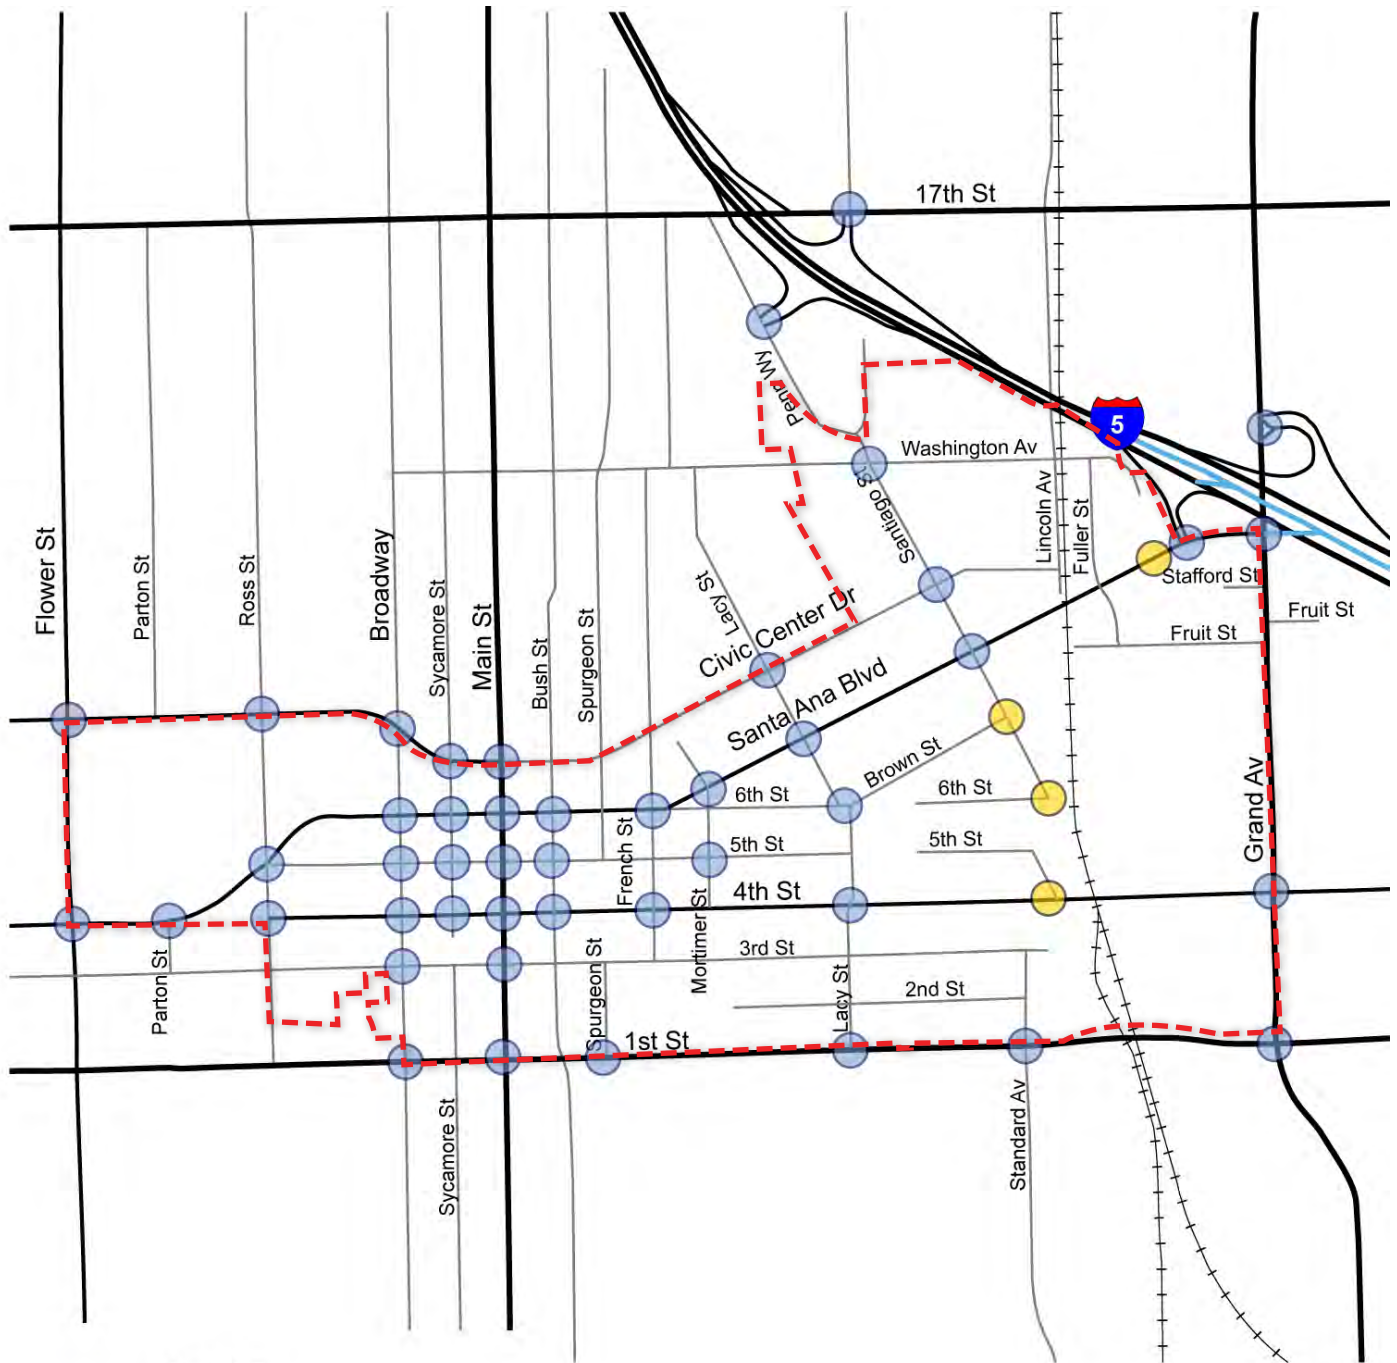 17th St
Penn Wy
5
Washington Av
Santiago St
Lincoln Av
Fuller St
Flower St
Parton St
Ross St
Broadway
Sycamore St
Main St
Bush St
Spurgeon St
Lacy St
Civic Center Dr
Stafford St
Fruit St
Fruit St
Santa Ana Blvd
Brown St
6th St
6th St
Grand Av
French St
5th St
5th St
4th St
Mortimer St
3rd St
Parton St
Spurgeon St
Lacy St
2nd St
1st St
Sycamore St
Standard Av